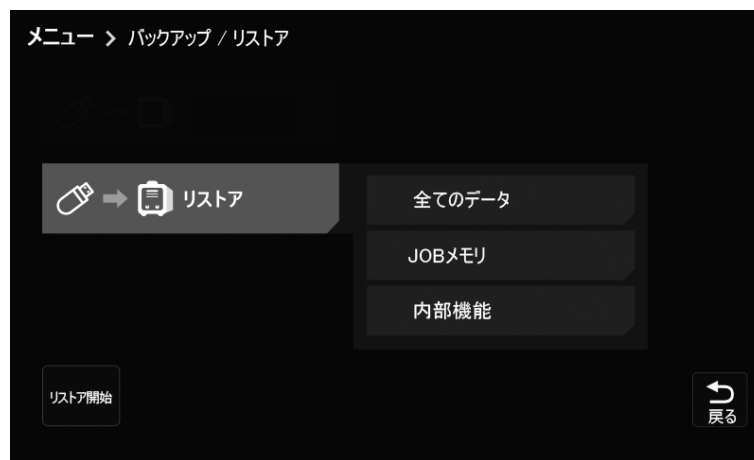 メニュー > バックアップ / リストア
リストア
全てのデータ
JOBメモリ
内部機能
リストア開始
戻る